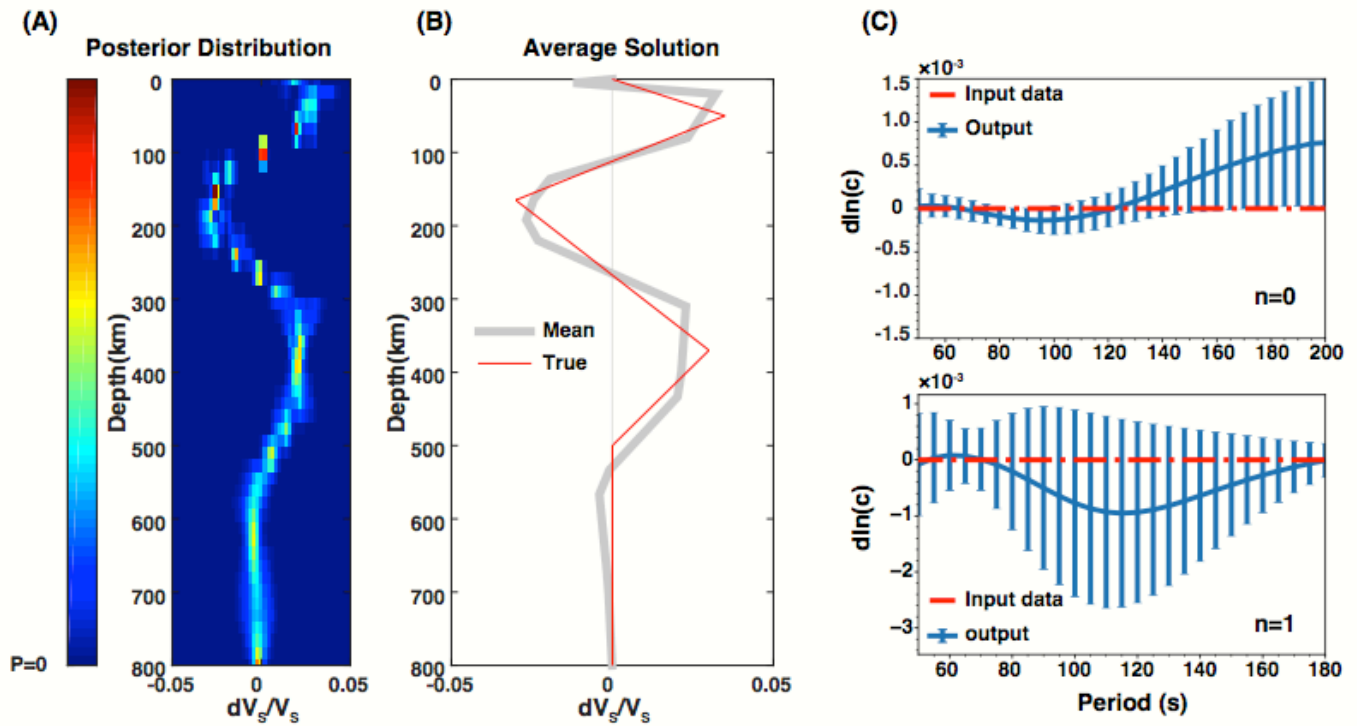 (A)
Posterior Distribution
P=0
Depth(km)
0
100
200
300
400
500
600
700
800
-0.05
0
0.05
dVs/Vs
(B)
Average Solution
Depth(km)
0
100
200
300
400
500
600
700
800
-0.05
0
0.05
dVs/Vs
Mean
True
(C)
×10⁻³
1.5
1.0
0.5
0
-0.5
-1.0
-1.5
dln(c)
Input data
Output
n=0
60
80
100
120
140
160
180
200
×10⁻³
1
0
-1
-2
-3
dln(c)
Input data
output
n=1
60
80
100
120
140
160
180
Period (s)